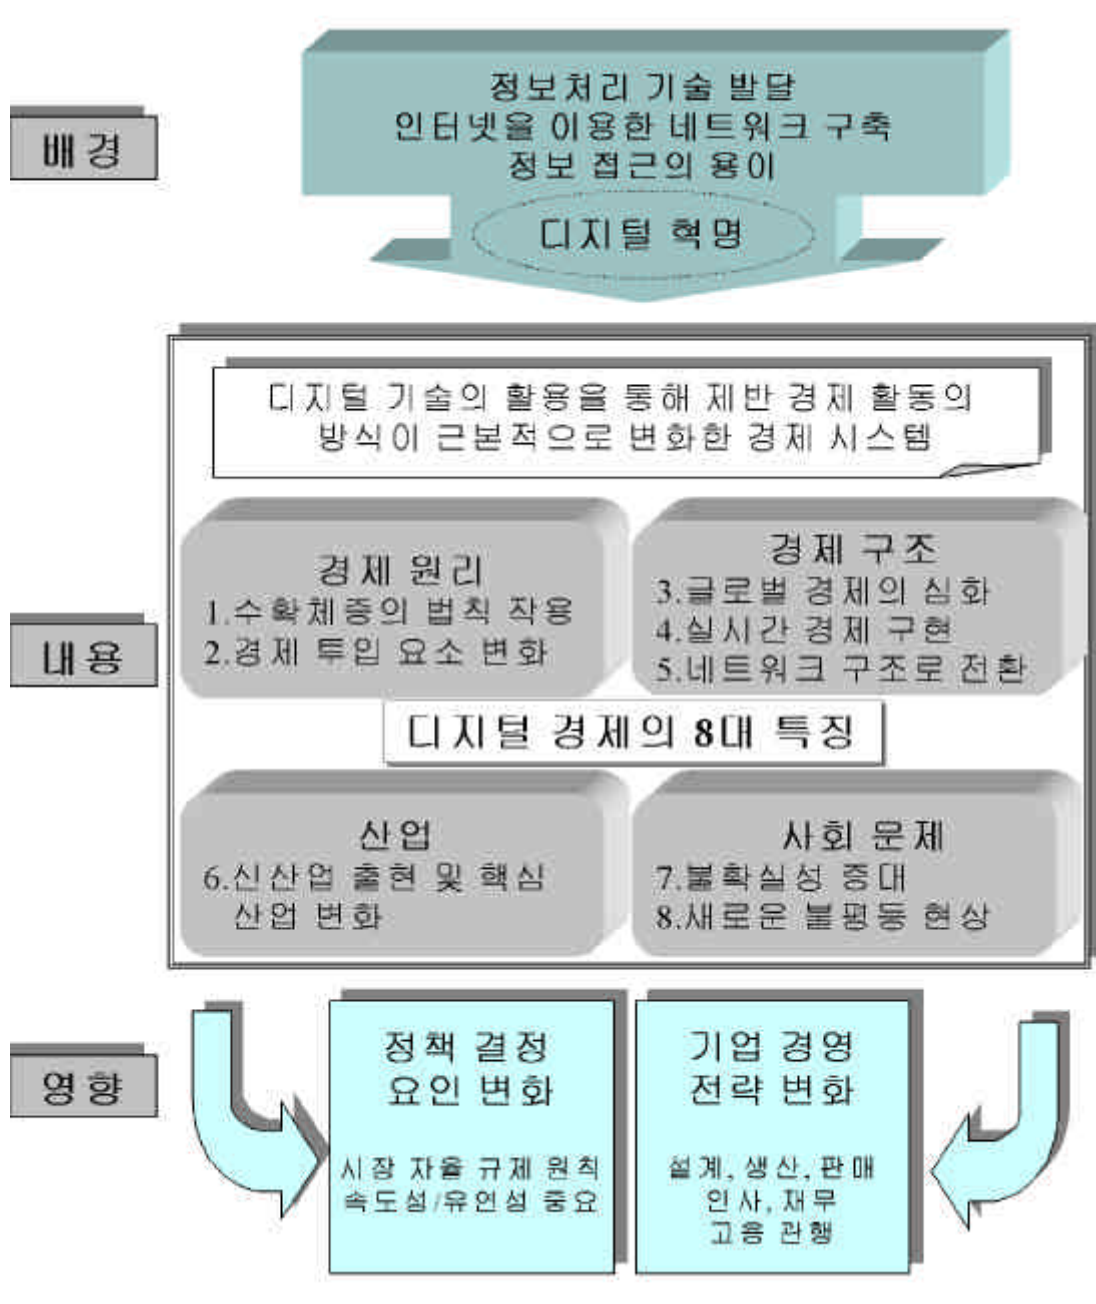 배경
정보처리 기술 발달
인터넷을 이용한 네트워크 구축
정보 접근의 용이
디지털 혁명
디지털 기술의 활용을 통해 제반 경제 활동의
방식이 근본적으로 변화한 경제 시스템
내용
경제 원리
1.수확체증의 법칙 작용
2.경제 투입 요소 변화
경제 구조
3.글로벌 경제의 심화
4.실시간 경제 구현
5.네트워크 구조로 전환
디지털 경제의 8대 특징
산업
6.신산업 출현 및 핵심
산업 변화
사회 문제
7.불확실성 증대
8.새로운 불평등 현상
영향
정책 결정
요인 변화
시장 자율 규제 원칙
속도성/유연성 중요
기업 경영
전략 변화
설계, 생산, 판매
인사, 재무
고용 관행